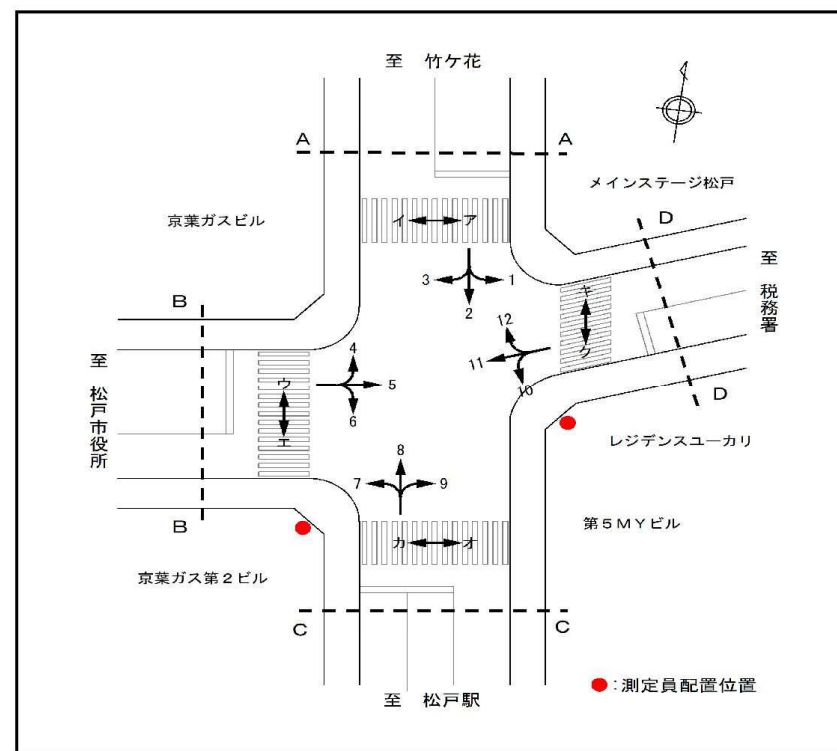 至 竹ケ花
A A
メインステージ松戸
京葉ガスビル
D
イ ア
至 税務署
3 1
2
キ
B
12
4
ク
至 松戸市役所
ウ
11
5
10
6
エ
D
レジデンスユーカリ
8
7 9
第5MYビル
B
カ オ
京葉ガス第2ビル
C C
至 松戸駅
:測定員配置位置